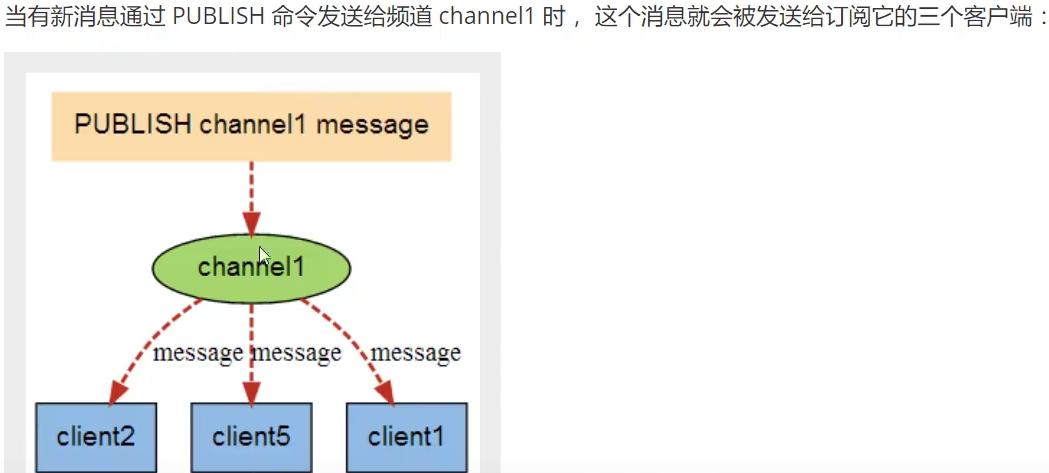 当有新消息通过 PUBLISH 命令发送给频道 channel1 时， 这个消息就会被发送给订阅它的三个客户端：
PUBLISH channel1 message
channel1
message message message
client2 client5 client1